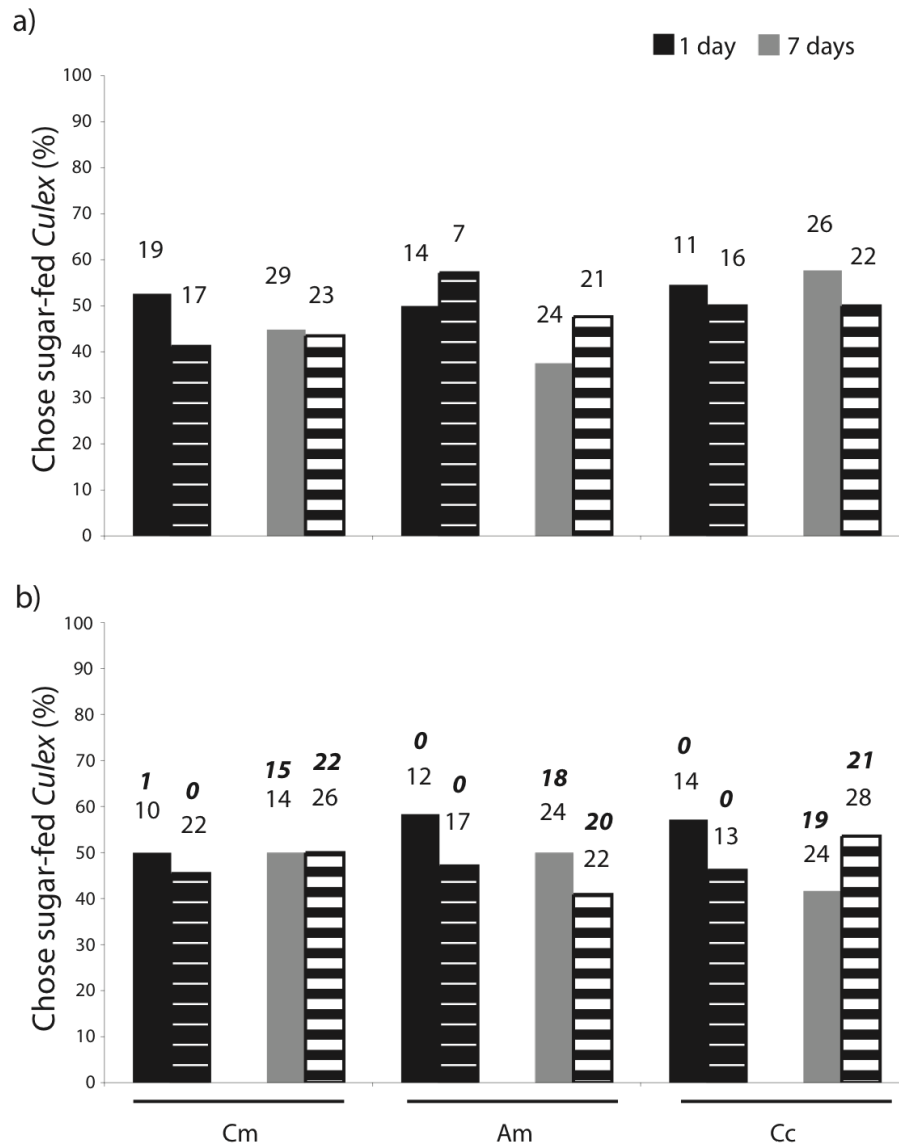 a)
1 day 7 days
Chose sugar-fed Culex (%)
100
90
80
70
60
50
40
30
20
10
0
19 17 29 23 14 7 24 21 11 16 26 22
b)
Chose sugar-fed Culex (%)
100
90
80
70
60
50
40
30
20
10
0
1 0 15 22 0 0 18 20 0 0 19 21
10 22 14 26 12 17 24 22 14 13 24 28
Cm Am Cc